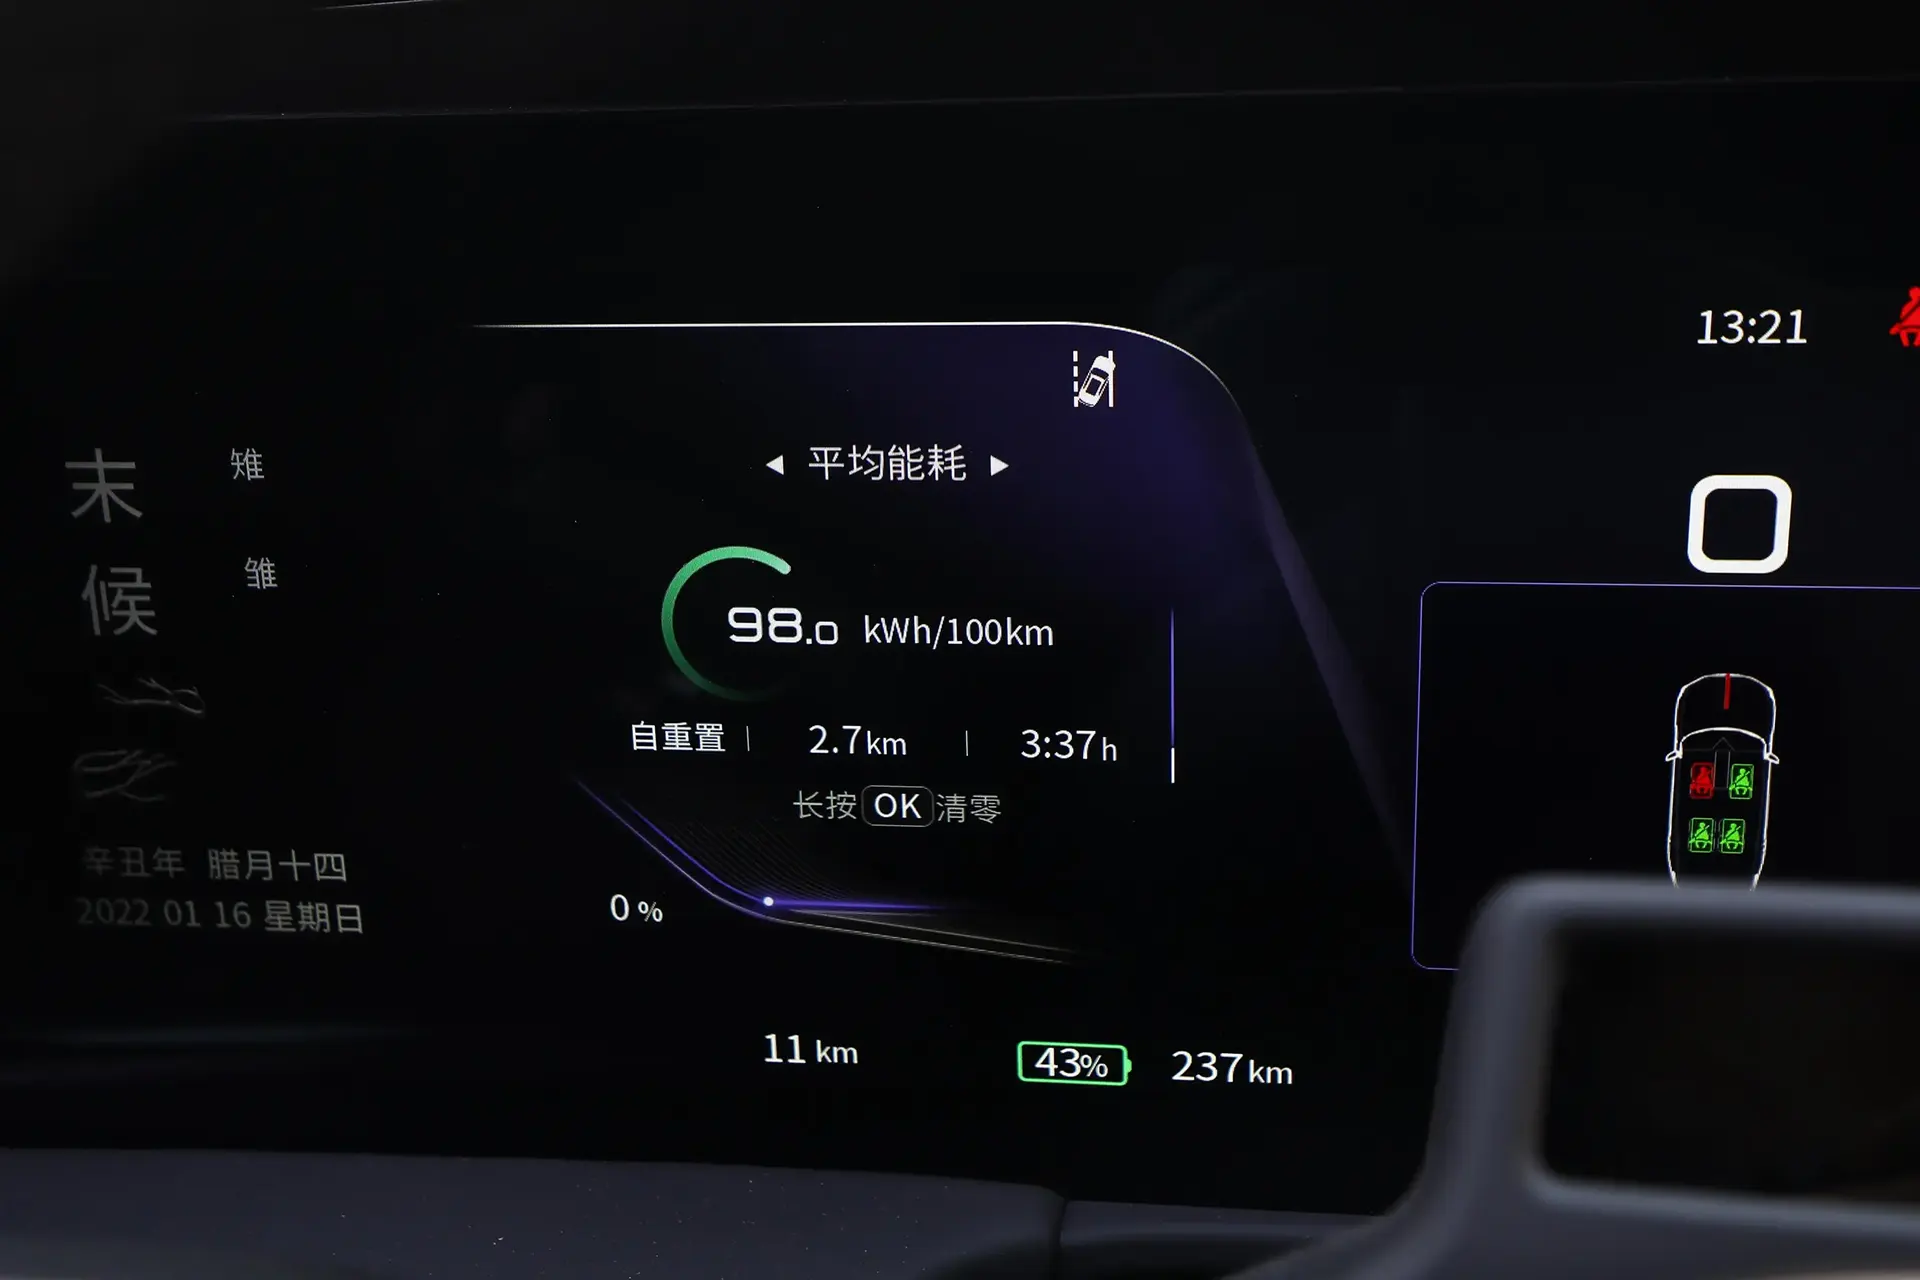 13:21
末候
雉雏
平均能耗
98.0 kWh/100km
自重置 2.7km 3:37h
长按 OK 清零
0%
辛丑年 腊月十四
2022 01 16 星期日
11 km 43% 237km